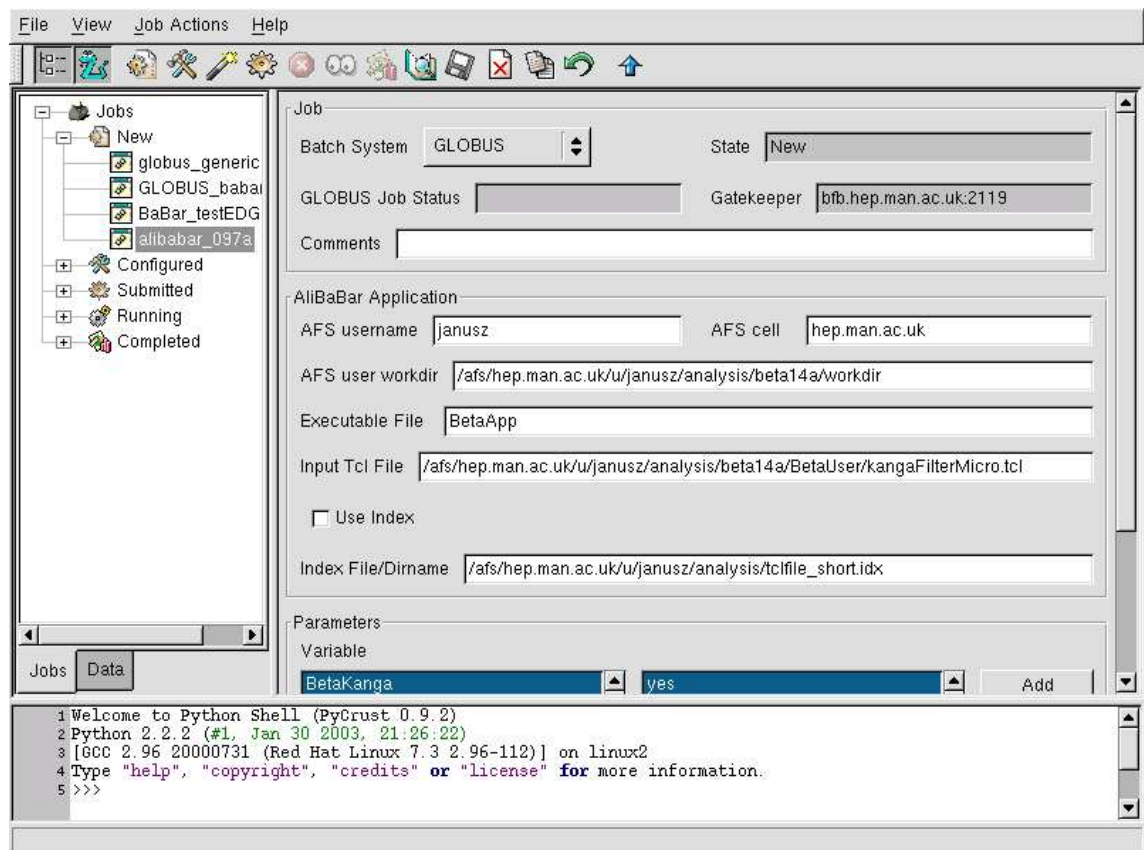 File View Job Actions Help
Jobs
New
globus_generic
GLOBUS_babar
BaBar_testEDG
alibabar_097a
Configured
Submitted
Running
Completed
Jobs Data
Job
Batch System GLOBUS State New
GLOBUS Job Status Gatekeeper bfb.hep.man.ac.uk:2119
Comments
AliBaBar Application
AFS username janusz AFS cell hep.man.ac.uk
AFS user workdir /afs/hep.man.ac.uk/u/janusz/analysis/beta14a/workdir
Executable File BetaApp
Input Tcl File /afs/hep.man.ac.uk/u/janusz/analysis/beta14a/BetaUser/kangaFilterMicro.tcl
Use Index
Index File/Dirname /afs/hep.man.ac.uk/u/janusz/analysis/tclfile_short.idx
Parameters
Variable
BetaKanga yes Add
1 Welcome to Python Shell (PyCrust 0.9.2)
2 Python 2.2.2 (#1, Jan 30 2003, 21:26:22)
3 [GCC 2.96 20000731 (Red Hat Linux 7.3 2.96-112)] on linux2
4 Type "help", "copyright", "credits" or "license" for more information.
5 >>>